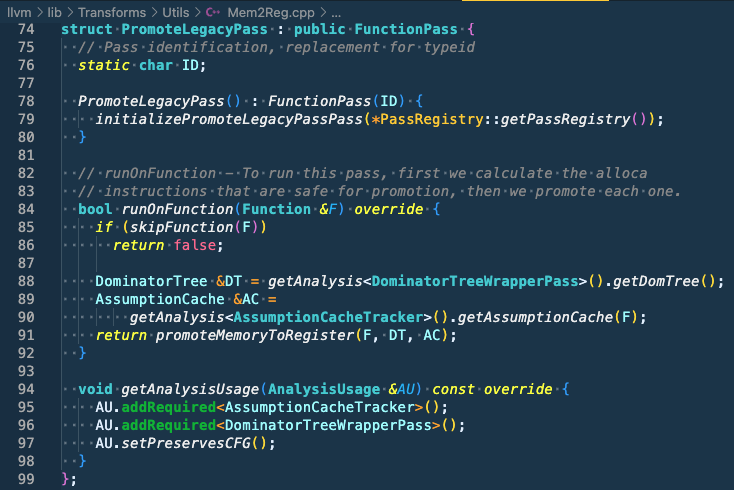 llvm > lib > Transforms > Utils > C++ Mem2Reg.cpp > ...
74 struct PromoteLegacyPass : public FunctionPass {
75   // Pass identification, replacement for typeid
76   static char ID;
77
78   PromoteLegacyPass() : FunctionPass(ID) {
79     initializePromoteLegacyPassPass(*PassRegistry::getPassRegistry());
80   }
81
82   // runOnFunction - To run this pass, first we calculate the alloca
83   // instructions that are safe for promotion, then we promote each one.
84   bool runOnFunction(Function &F) override {
85     if (skipFunction(F))
86       return false;
87
88     DominatorTree &DT = getAnalysis<DominatorTreeWrapperPass>().getDomTree();
89     AssumptionCache &AC =
90         getAnalysis<AssumptionCacheTracker>().getAssumptionCache(F);
91     return promoteMemoryToRegister(F, DT, AC);
92   }
93
94   void getAnalysisUsage(AnalysisUsage &AU) const override {
95     AU.addRequired<AssumptionCacheTracker>();
96     AU.addRequired<DominatorTreeWrapperPass>();
97     AU.setPreservesCFG();
98   }
99 };